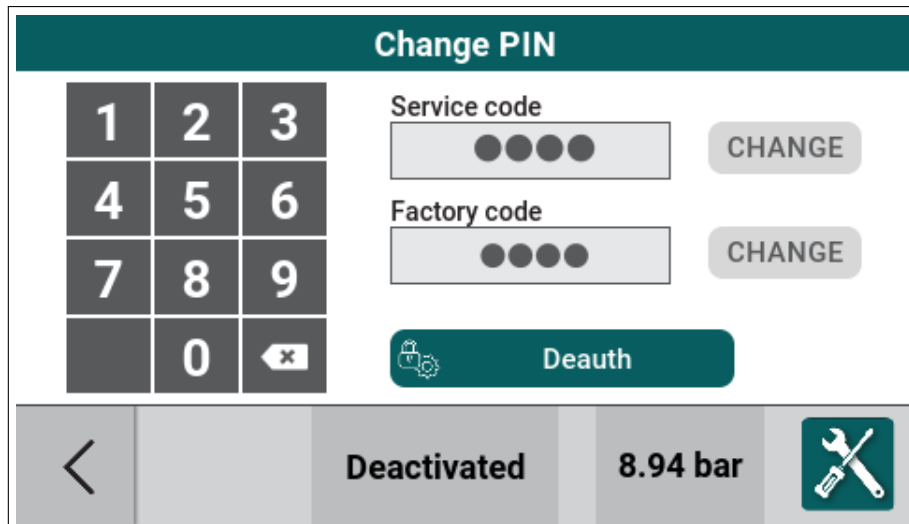 Change PIN
1 2 3
4 5 6
7 8 9
0
Service code
●●●● CHANGE
Factory code
●●●● CHANGE
Deauth
Deactivated 8.94 bar